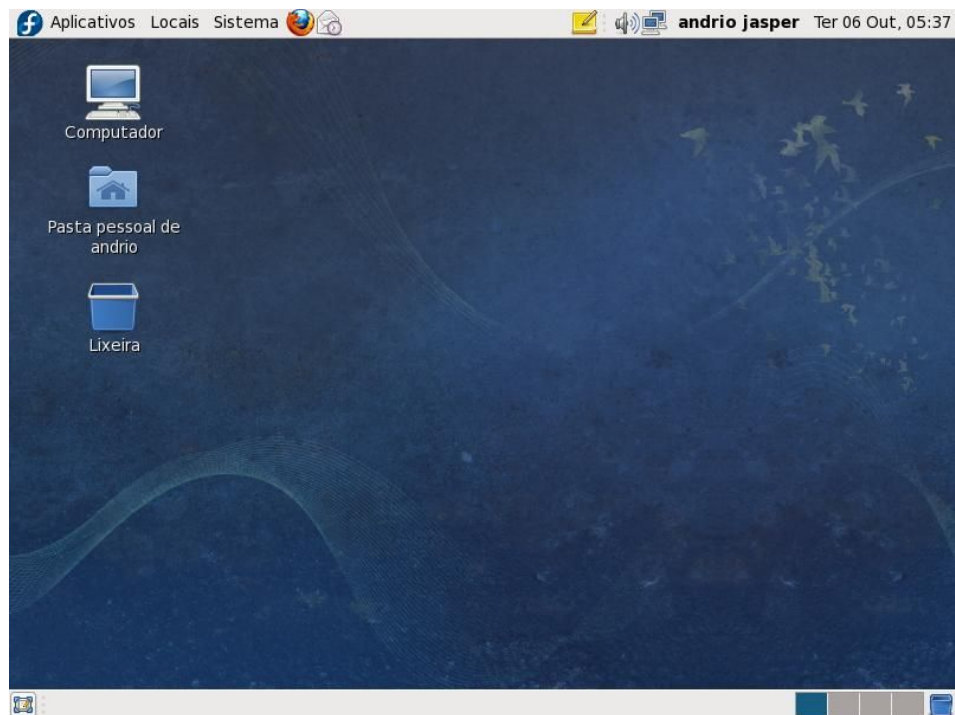 Aplicativos Locais Sistema andrio jasper Ter 06 Out, 05:37
Computador
Pasta pessoal de
andrio
Lixeira